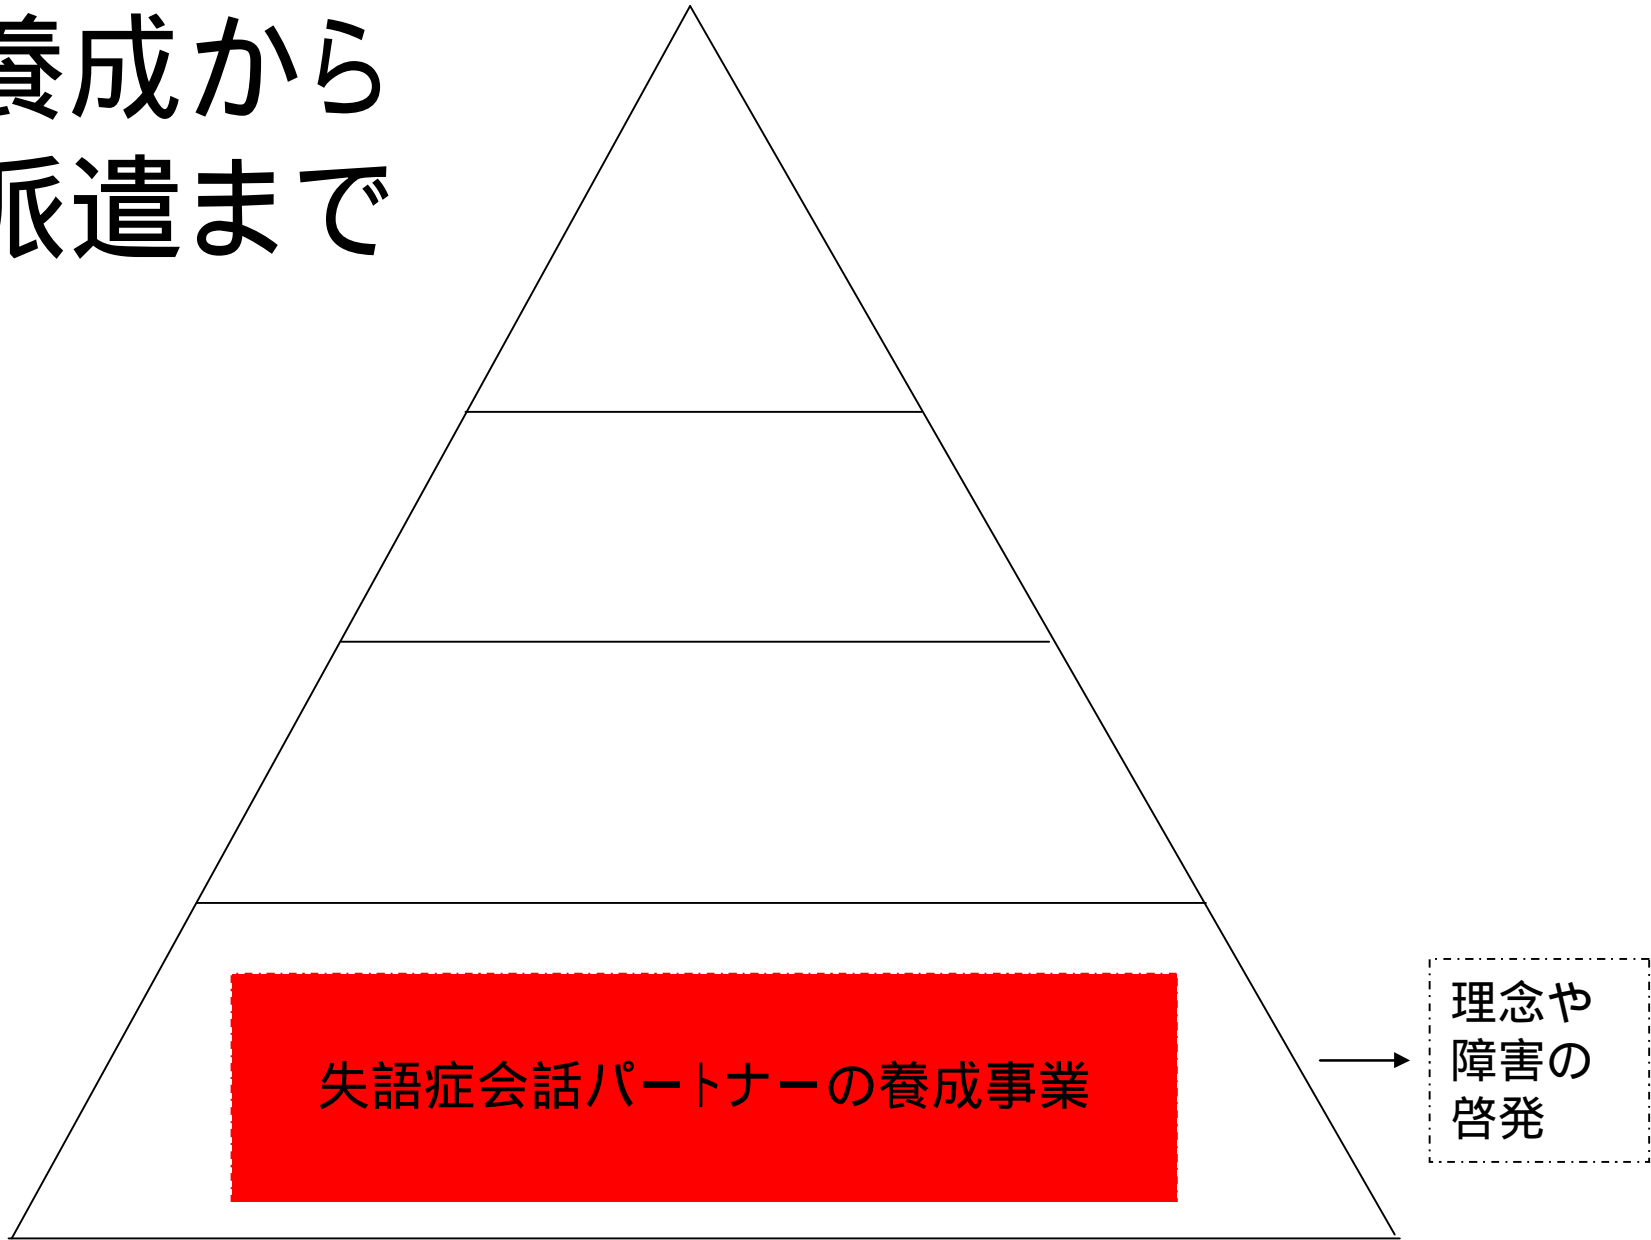 養成から
派遣まで
失語症会話パートナーの養成事業
理念や
障害の
啓発